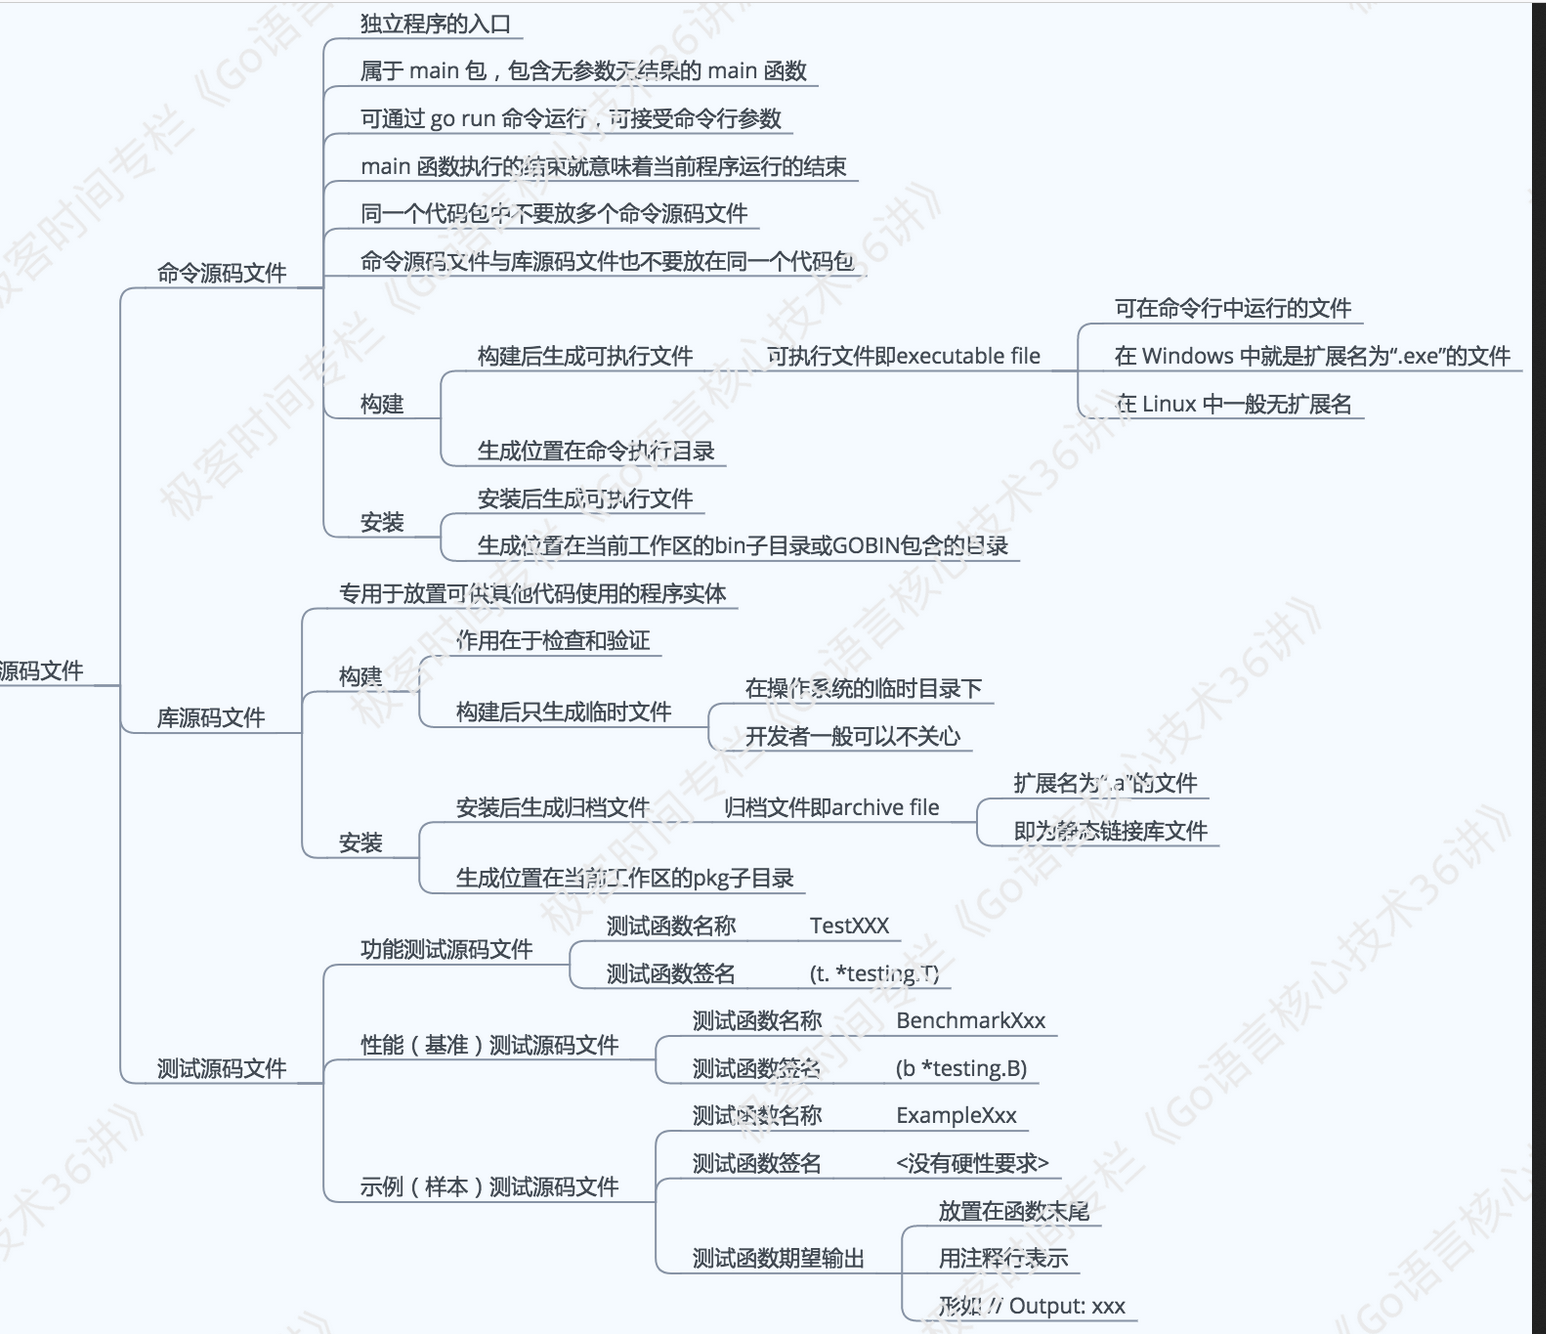 独立程序的入口
属于 main 包，包含无参数无结果的 main 函数
可通过 go run 命令运行，可接受命令行参数
main 函数执行的结束就意味着当前程序运行的结束
同一个代码包中不要放多个命令源码文件
命令源码文件与库源码文件也不要放在同一个代码包
命令源码文件
可在命令行中运行的文件
构建后生成可执行文件
可执行文件即executable file
在 Windows 中就是扩展名为“.exe”的文件
构建
在 Linux 中一般无扩展名
生成位置在命令执行目录
安装后生成可执行文件
安装
生成位置在当前工作区的bin子目录或GOBIN包含的目录
专用于放置可供其他代码使用的程序实体
作用在于检查和验证
源码文件
构建
在操作系统的临时目录下
库源码文件
构建后只生成临时文件
开发者一般可以不关心
扩展名为“.a”的文件
安装后生成归档文件
归档文件即archive file
即为静态链接库文件
安装
生成位置在当前工作区的pkg子目录
测试函数名称
TestXXX
功能测试源码文件
测试函数签名
(t. *testing.T)
测试函数名称
BenchmarkXxx
性能（基准）测试源码文件
测试源码文件
测试函数签名
(b *testing.B)
测试函数名称
ExampleXxx
测试函数签名
<没有硬性要求>
示例（样本）测试源码文件
放置在函数末尾
测试函数期望输出
用注释行表示
形如 // Output: xxx
极客时间专栏《Go语言核心技术36讲》